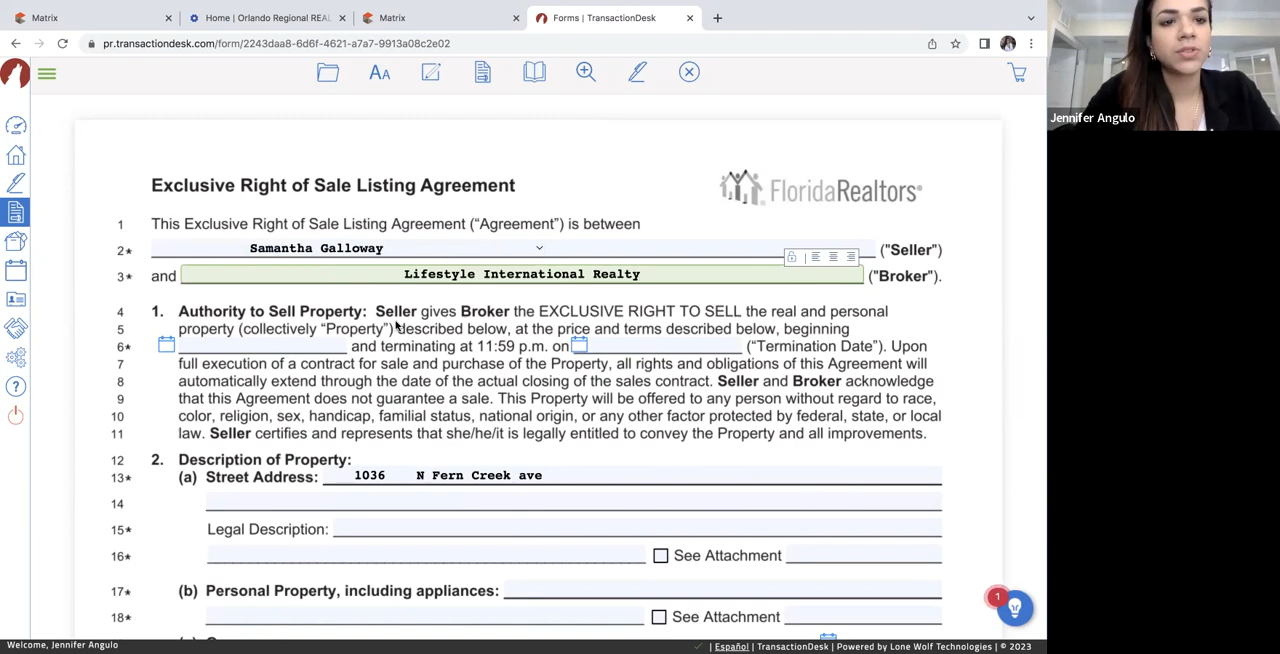 Matrix
Home | Orlando Regional REAL
Matrix
Forms | TransactionDesk
pr.transactiondesk.com/form/2243daa8-6d6f-4621-a7a7-9913a08c2e02
Jennifer Angulo
Exclusive Right of Sale Listing Agreement
FloridaRealtors®
1 This Exclusive Right of Sale Listing Agreement (“Agreement”) is between
2* Samantha Galloway ("Seller")
3* and Lifestyle International Realty ("Broker").
4 1. Authority to Sell Property: Seller gives Broker the EXCLUSIVE RIGHT TO SELL the real and personal
5 property (collectively “Property”) described below, at the price and terms described below, beginning
6* and terminating at 11:59 p.m. on (“Termination Date”). Upon
7 full execution of a contract for sale and purchase of the Property, all rights and obligations of this Agreement will
8 automatically extend through the date of the actual closing of the sales contract. Seller and Broker acknowledge
9 that this Agreement does not guarantee a sale. This Property will be offered to any person without regard to race,
10 color, religion, sex, handicap, familial status, national origin, or any other factor protected by federal, state, or local
11 law. Seller certifies and represents that she/he/it is legally entitled to convey the Property and all improvements.
12 2. Description of Property:
13* (a) Street Address: 1036 N Fern Creek ave
14
15* Legal Description:
16* See Attachment
17* (b) Personal Property, including appliances:
18* See Attachment
1
Welcome, Jennifer Angulo
| Español | TransactionDesk | Powered by Lone Wolf Technologies | © 2023